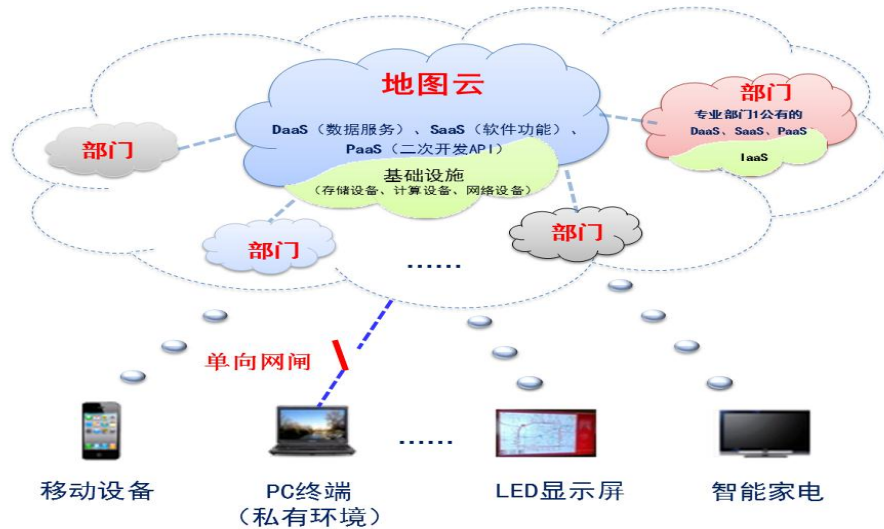 地图云
DaaS（数据服务）、SaaS（软件功能）、
PaaS（二次开发API）
基础设施
（存储设备、计算设备、网络设备）
部门
专业部门1公有的
DaaS、SaaS、PaaS
IaaS
部门
部门
部门
......
单向网闸
......
移动设备
PC终端
（私有环境）
LED显示屏
智能家电